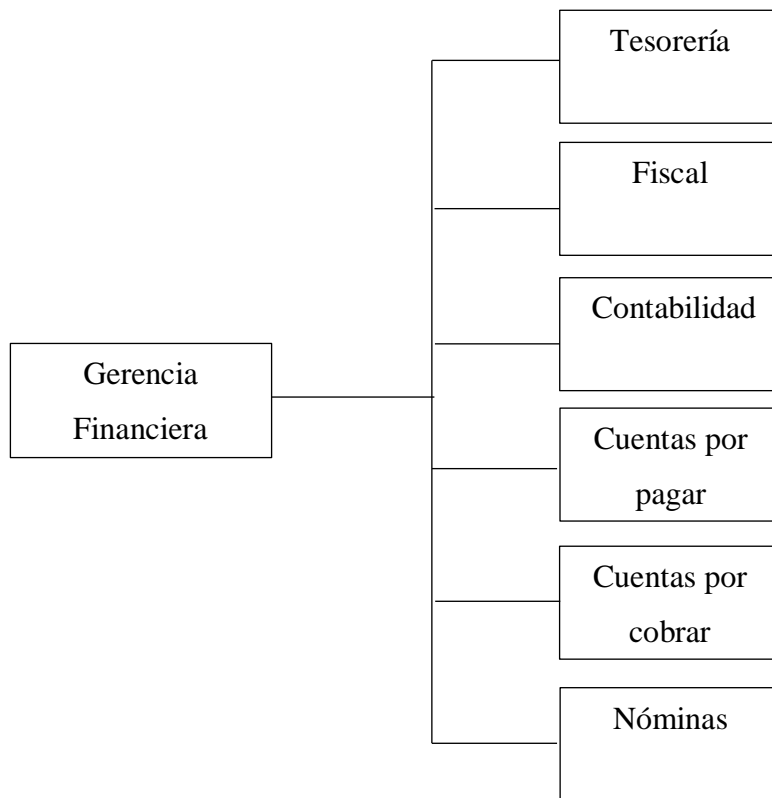 Tesorería
Fiscal
Contabilidad
Gerencia
Financiera
Cuentas por
pagar
Cuentas por
cobrar
Nóminas